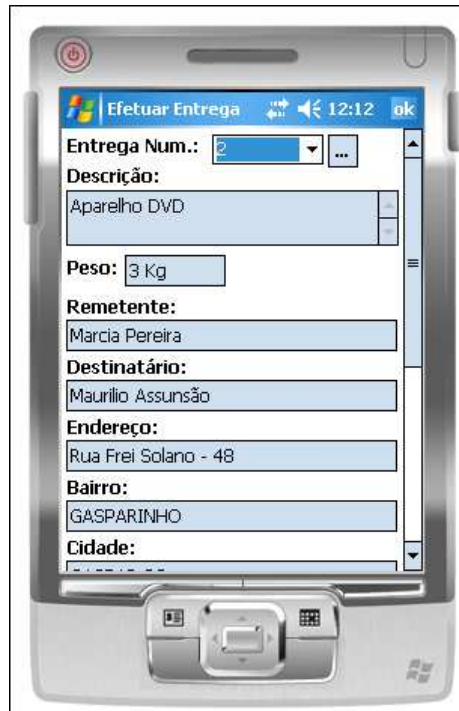 Efetuar Entrega 12:12 ok
Entrega Num.: 2 ...
Descrição:
Aparelho DVD
Peso: 3 Kg
Remetente:
Marcia Pereira
Destinatário:
Maurilio Assunsão
Endereço:
Rua Frei Solano - 48
Bairro:
GASPARINHO
Cidade: